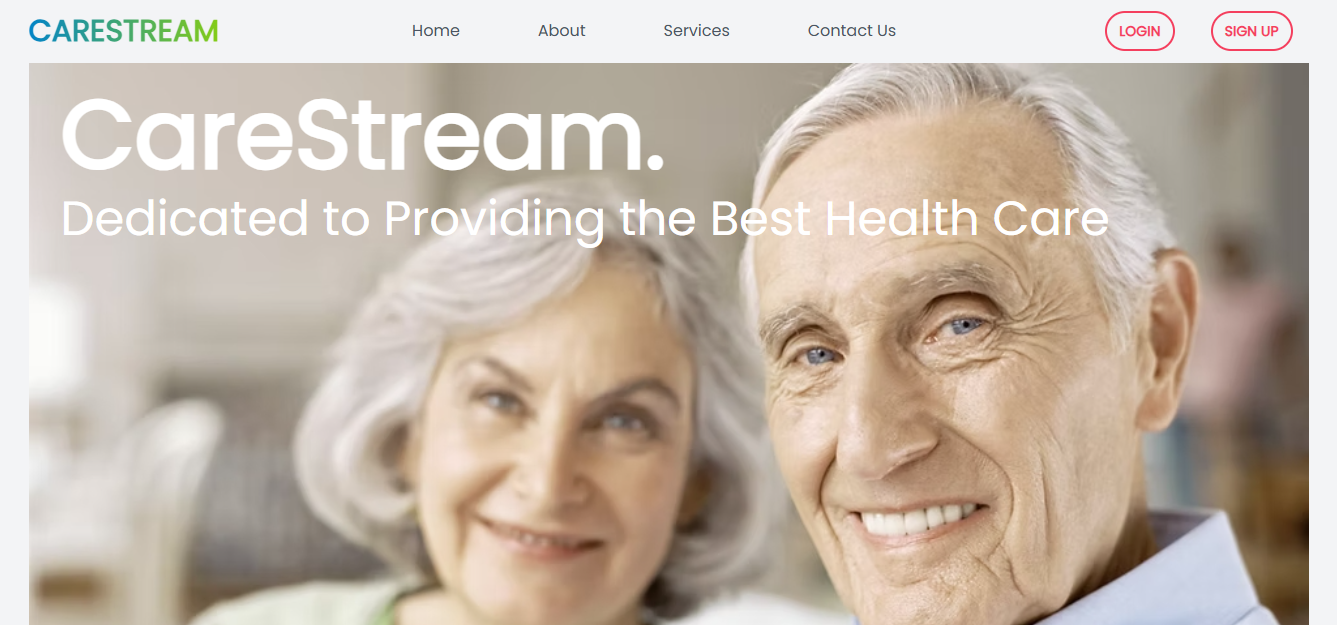 CARESTREAM
Home
About
Services
Contact Us
LOGIN
SIGN UP
CareStream.
Dedicated to Providing the Best Health Care